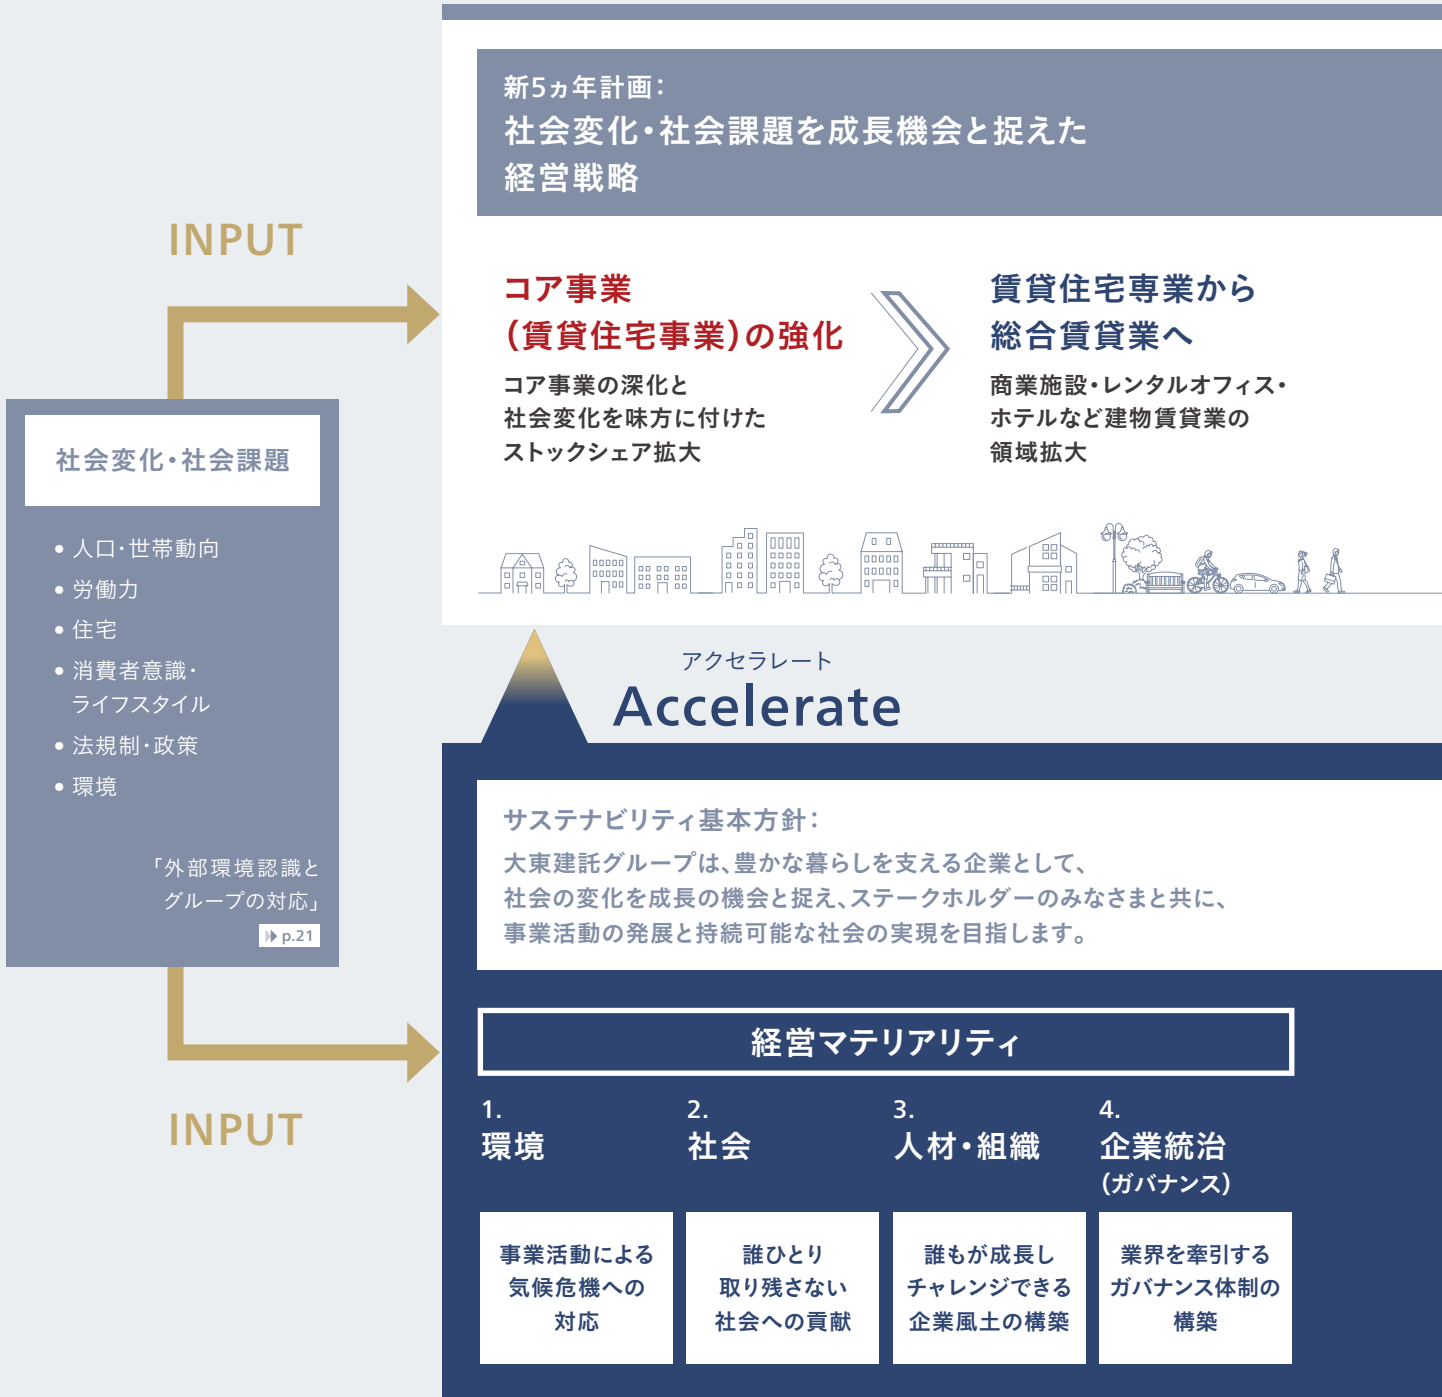 新5ヵ年計画：
社会変化・社会課題を成長機会と捉えた
経営戦略
INPUT
コア事業
（賃貸住宅事業）の強化
コア事業の深化と
社会変化を味方に付けた
ストックシェア拡大
賃貸住宅専業から
総合賃貸業へ
商業施設・レンタルオフィス・
ホテルなど建物賃貸業の
領域拡大
社会変化・社会課題
• 人口・世帯動向
• 労働力
• 住宅
• 消費者意識・
ライフスタイル
• 法規制・政策
• 環境
「外部環境認識と
グループの対応」
p.21
アクセラレート
Accelerate
サステナビリティ基本方針：
大東建託グループは、豊かな暮らしを支える企業として、
社会の変化を成長の機会と捉え、ステークホルダーのみなさまと共に、
事業活動の発展と持続可能な社会の実現を目指します。
INPUT
経営マテリアリティ
1.
環境
事業活動による
気候危機への
対応
2.
社会
誰ひとり
取り残さない
社会への貢献
3.
人材・組織
誰もが成長し
チャレンジできる
企業風土の構築
4.
企業統治
（ガバナンス）
業界を牽引する
ガバナンス体制の
構築